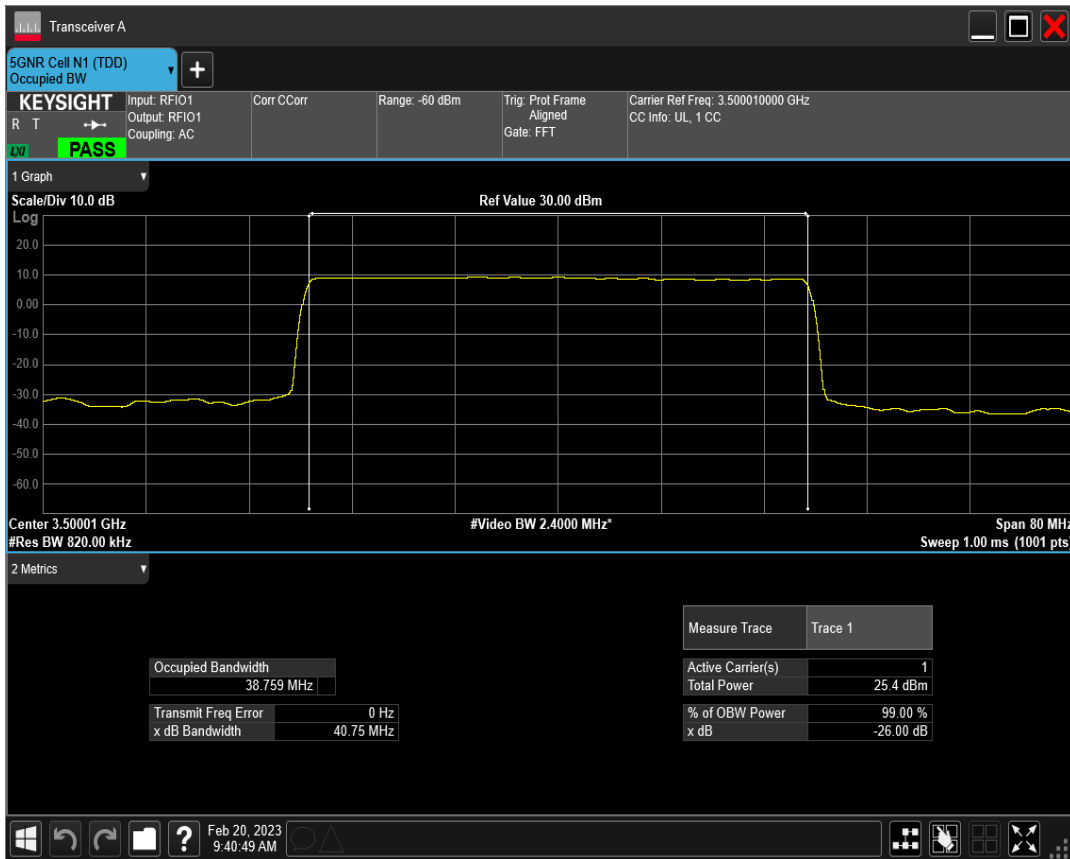 Transceiver A
5GNR Cell N1 (TDD)
Occupied BW
+
KEYSIGHT
R T
LXI
PASS
Input: RFIO1
Output: RFIO1
Coupling: AC
Corr CCorr
Range: -60 dBm
Trig: Prot Frame
Aligned
Gate: FFT
Carrier Ref Freq: 3.500010000 GHz
CC Info: UL, 1 CC
1 Graph
Scale/Div 10.0 dB
Ref Value 30.00 dBm
Log
20.0
10.0
0.00
-10.0
-20.0
-30.0
-40.0
-50.0
-60.0
Center 3.50001 GHz
#Video BW 2.4000 MHz*
Span 80 MHz
#Res BW 820.00 kHz
Sweep 1.00 ms (1001 pts)
2 Metrics
Measure Trace Trace 1
Occupied Bandwidth
38.759 MHz
Transmit Freq Error 0 Hz
x dB Bandwidth 40.75 MHz
Active Carrier(s) 1
Total Power 25.4 dBm
% of OBW Power 99.00 %
x dB -26.00 dB
?
Feb 20, 2023
9:40:49 AM